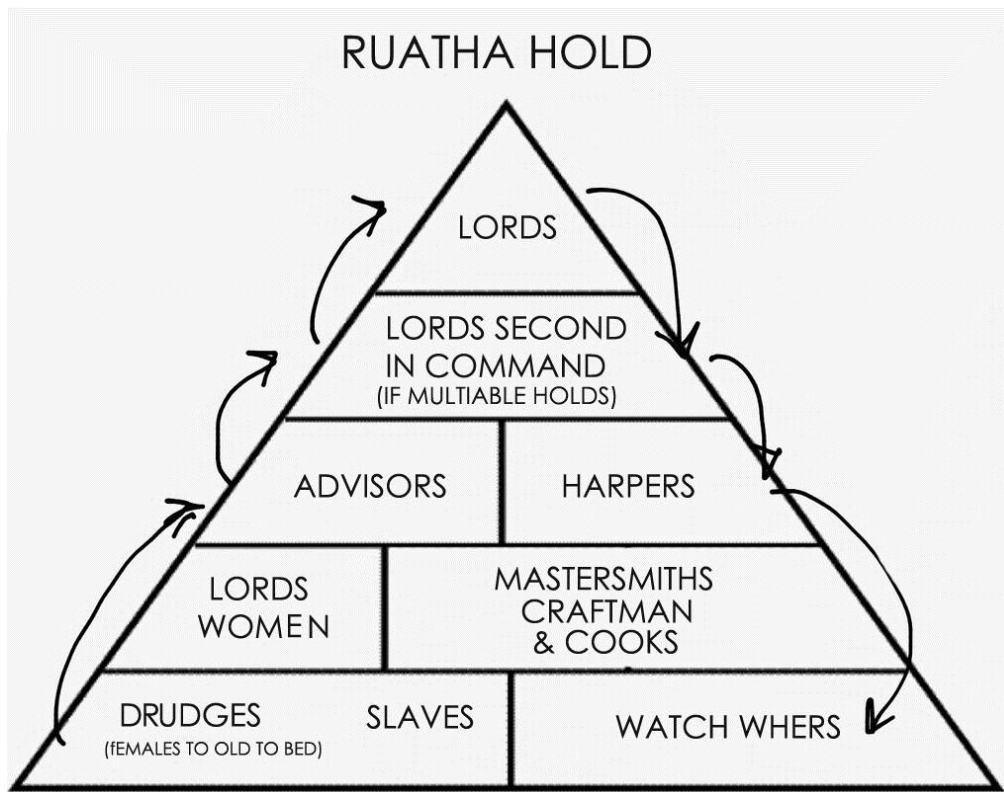 RUATHA HOLD
LORDS
LORDS SECOND
IN COMMAND
(IF MULTIABLE HOLDS)
ADVISORS
HARPERS
LORDS
WOMEN
MASTERSMITHS
CRAFTMAN
& COOKS
DRUDGES
(fEMALES TO OLD TO BED)
SLAVES
WATCH WHERS